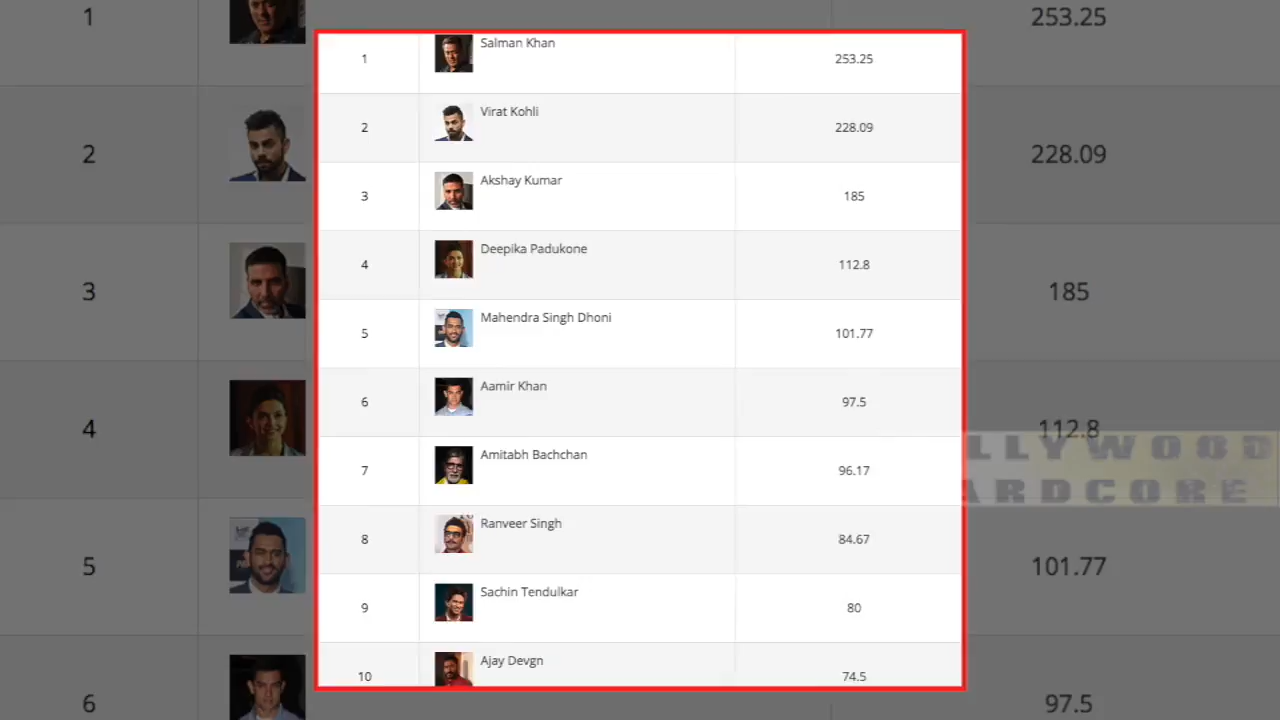 1 Salman Khan 253.25
2 Virat Kohli 228.09
3 Akshay Kumar 185
4 Deepika Padukone 112.8
5 Mahendra Singh Dhoni 101.77
6 Aamir Khan 97.5
7 Amitabh Bachchan 96.17
8 Ranveer Singh 84.67
9 Sachin Tendulkar 80
10 Ajay Devgn 74.5
1 253.25
2 228.09
3 185
4 112.8
LLYWOOD
ARDCORE
5 101.77
6 97.5